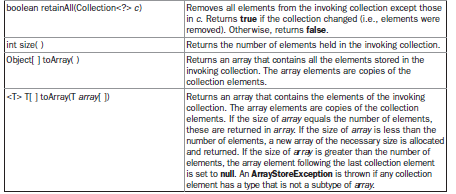 boolean retainAll(Collection<?> c)
Removes all elements from the invoking collection except those
in c. Returns true if the collection changed (i.e., elements were
removed). Otherwise, returns false.
int size( )
Returns the number of elements held in the invoking collection.
Object[ ] toArray( )
Returns an array that contains all the elements stored in the
invoking collection. The array elements are copies of the
collection elements.
<T> T[ ] toArray(T array[ ])
Returns an array that contains the elements of the invoking
collection. The array elements are copies of the collection
elements. If the size of array equals the number of elements,
these are returned in array. If the size of array is less than the
number of elements, a new array of the necessary size is allocated
and returned. If the size of array is greater than the number of
elements, the array element following the last collection element
is set to null. An ArrayStoreException is thrown if any collection
element has a type that is not a subtype of array.